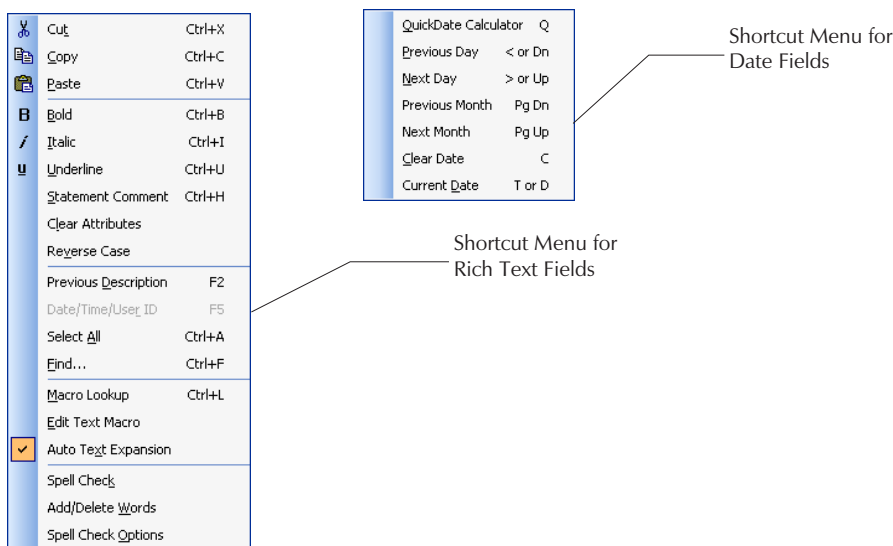 Cut Ctrl+X
Copy Ctrl+C
Paste Ctrl+V
B Bold Ctrl+B
I Italic Ctrl+I
u Underline Ctrl+U
Statement Comment Ctrl+H
Clear Attributes
Reverse Case
Previous Description F2
Date/Time/User ID F5
Select All Ctrl+A
Find... Ctrl+F
Macro Lookup Ctrl+L
Edit Text Macro
Auto Text Expansion
Spell Check
Add/Delete Words
Spell Check Options
QuickDate Calculator Q
Previous Day < or Dn
Next Day > or Up
Previous Month Pg Dn
Next Month Pg Up
Clear Date C
Current Date T or D
Shortcut Menu for
Date Fields
Shortcut Menu for
Rich Text Fields